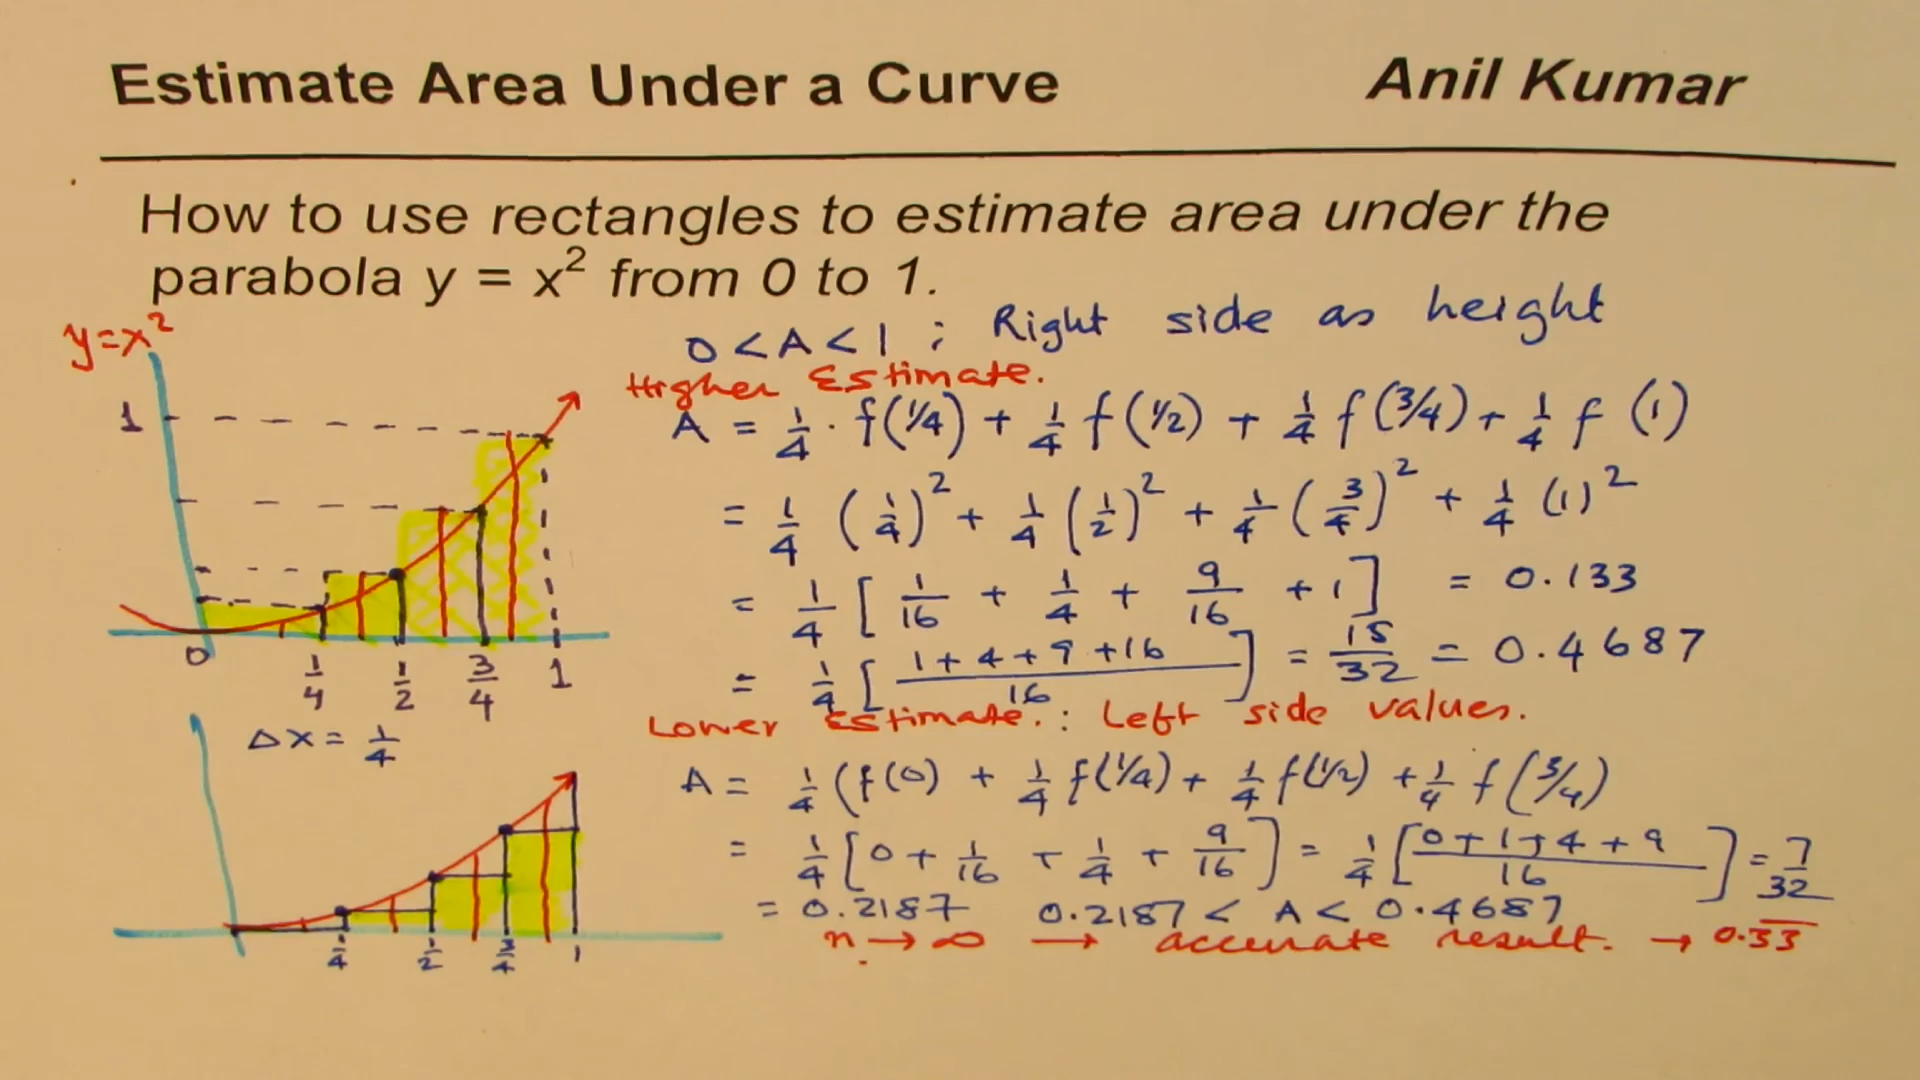 Estimate Area Under a Curve Anil Kumar
How to use rectangles to estimate area under the
parabola y = x² from 0 to 1.
y=x²
1
0 1/4 1/2 3/4 1
Δx = 1/4
0 < A < 1 ; Right side as height
Higher Estimate.
A = 1/4 · f(1/4) + 1/4 f(1/2) + 1/4 f(3/4) + 1/4 f (1)
= 1/4 (1/4)² + 1/4 (1/2)² + 1/4 (3/4)² + 1/4 (1)²
= 1/4 [ 1/16 + 1/4 + 9/16 + 1 ] = 0.133
= 1/4 [ (1+4+9+16)/16 ] = 15/32 = 0.4687
Lower Estimate. : Left side values.
A = 1/4 (f(0) + 1/4 f(1/4) + 1/4 f(1/2) + 1/4 f(3/4)
= 1/4 [0 + 1/16 + 1/4 + 9/16] = 1/4 [ (0+1+4+9)/16 ] = 7/32
= 0.2187 0.2187 < A < 0.4687
n → ∞ → accurate result. → 0.3̅3̅
1/4 1/2 3/4 1